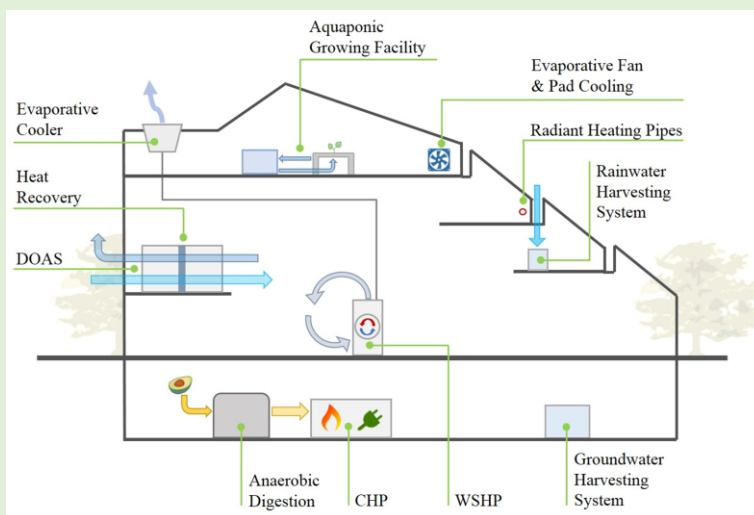 Aquaponic
Growing Facility
Evaporative Fan
& Pad Cooling
Evaporative
Cooler
Radiant Heating Pipes
Rainwater
Harvesting
System
Heat
Recovery
DOAS
Anaerobic
Digestion
CHP
WSHP
Groundwater
Harvesting
System